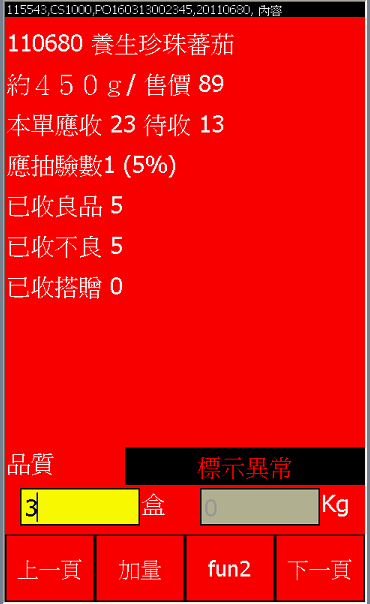 115543,CS1000,PO160313002345,20110680, 內容
110680 養生珍珠蕃茄
約４５０ｇ/ 售價 89
本單應收 23 待收 13
應抽驗數1 (5%)
已收良品 5
已收不良 5
已收搭贈 0
品質 標示異常
3 盒 0 Kg
上一頁 加量 fun2 下一頁